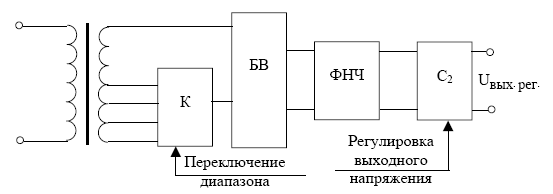 БВ
К
ФНЧ
С2
Uвых. рег.
Переключение
диапазона
Регулировка
выходного
напряжения